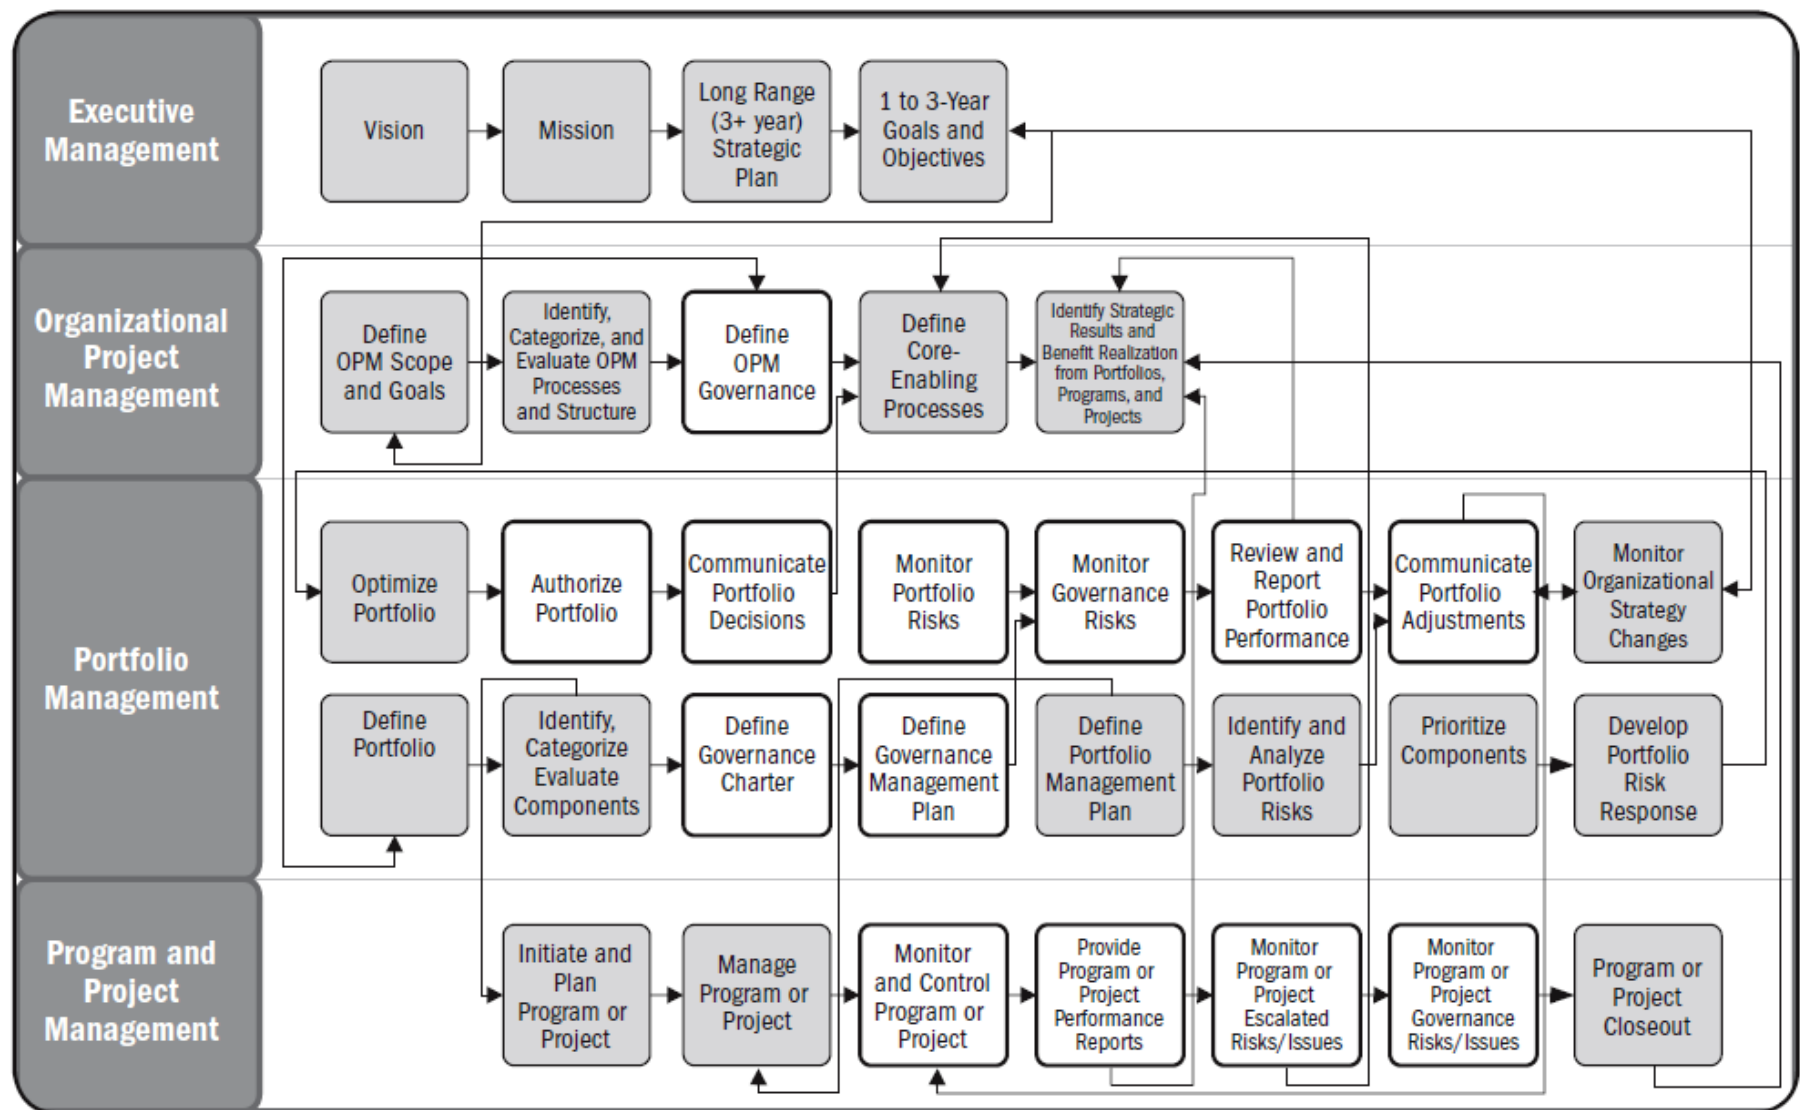 Executive
Management
Vision
Mission
Long Range
(3+ year)
Strategic
Plan
1 to 3-Year
Goals and
Objectives
Organizational
Project
Management
Define
OPM Scope
and Goals
Identify,
Categorize, and
Evaluate OPM
Processes
and Structure
Define
OPM
Governance
Define
Core-
Enabling
Processes
Identify Strategic
Results and
Benefit Realization
from Portfolios,
Programs, and
Projects
Portfolio
Management
Optimize
Portfolio
Authorize
Portfolio
Communicate
Portfolio
Decisions
Monitor
Portfolio
Risks
Monitor
Governance
Risks
Review and
Report
Portfolio
Performance
Communicate
Portfolio
Adjustments
Monitor
Organizational
Strategy
Changes
Define
Portfolio
Identify,
Categorize
Evaluate
Components
Define
Governance
Charter
Define
Governance
Management
Plan
Define
Portfolio
Management
Plan
Identify and
Analyze
Portfolio
Risks
Prioritize
Components
Develop
Portfolio
Risk
Response
Program and
Project
Management
Initiate and
Plan
Program or
Project
Manage
Program or
Project
Monitor
and Control
Program or
Project
Provide
Program or
Project
Performance
Reports
Monitor
Program or
Project
Escalated
Risks/Issues
Monitor
Program or
Project
Governance
Risks/Issues
Program or
Project
Closeout